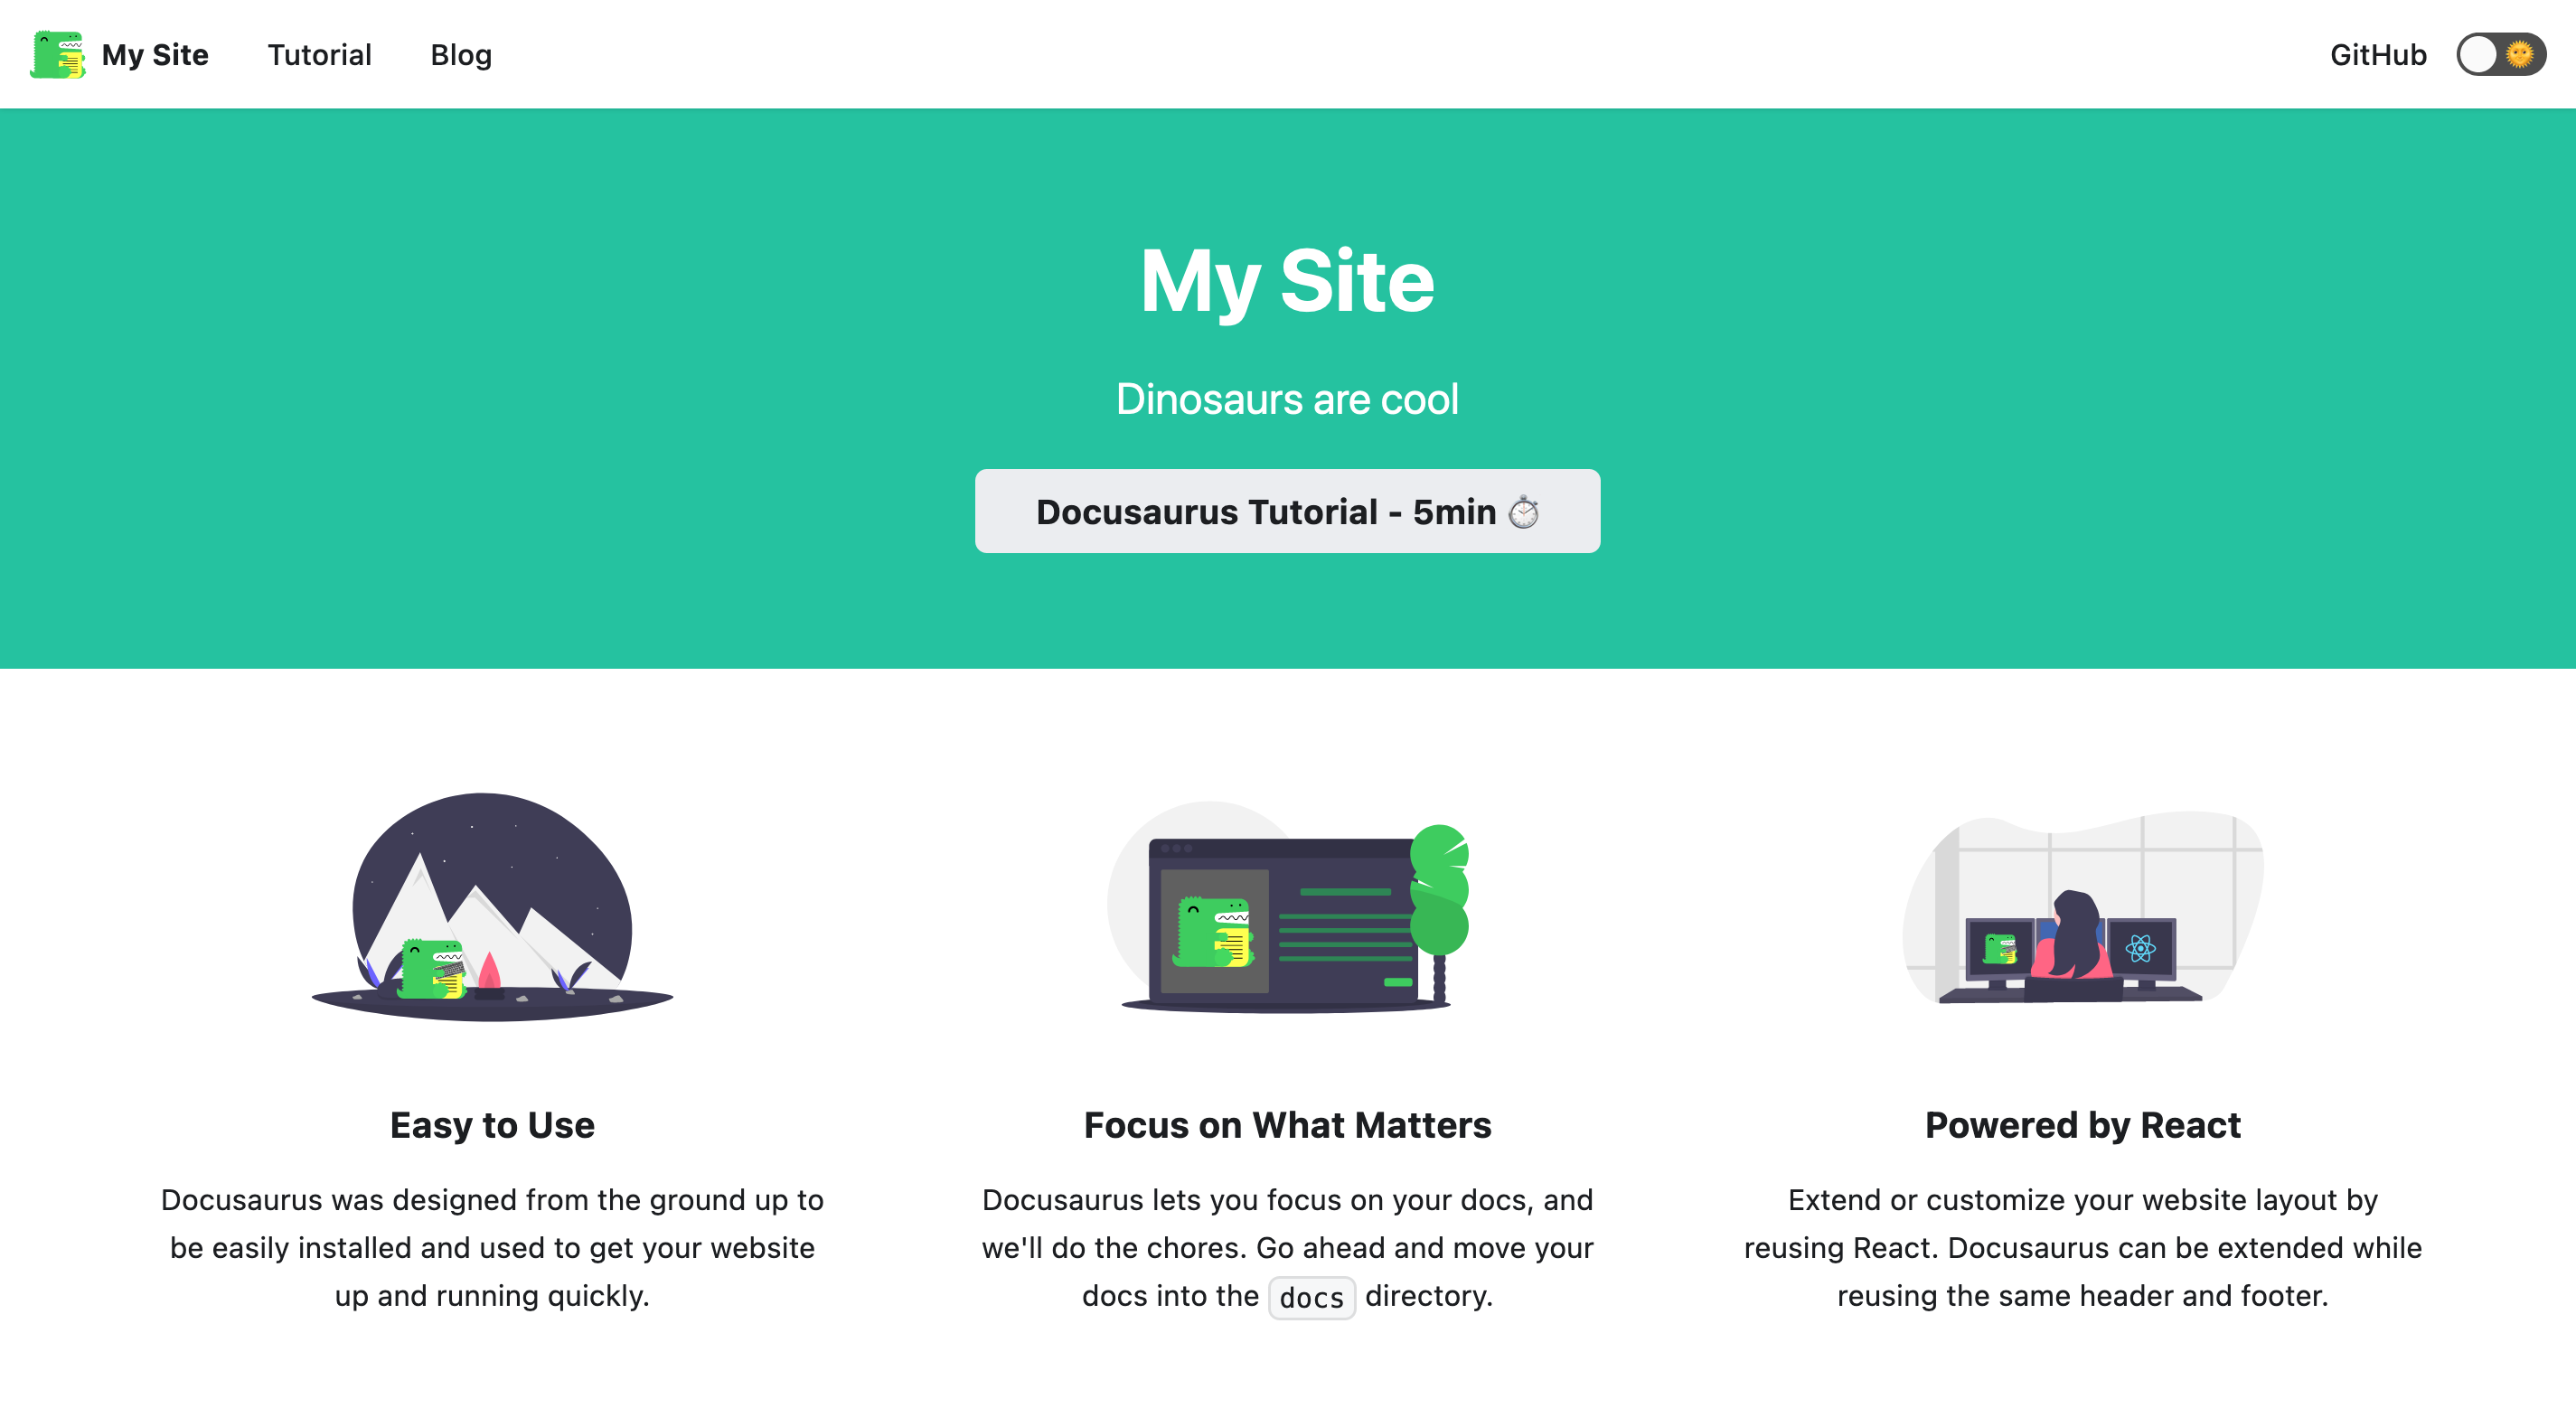 My Site
Tutorial
Blog
GitHub
My Site
Dinosaurs are cool
Docusaurus Tutorial - 5min ⏱️
Easy to Use
Docusaurus was designed from the ground up to
be easily installed and used to get your website
up and running quickly.
Focus on What Matters
Docusaurus lets you focus on your docs, and
we'll do the chores. Go ahead and move your
docs into the docs directory.
Powered by React
Extend or customize your website layout by
reusing React. Docusaurus can be extended while
reusing the same header and footer.